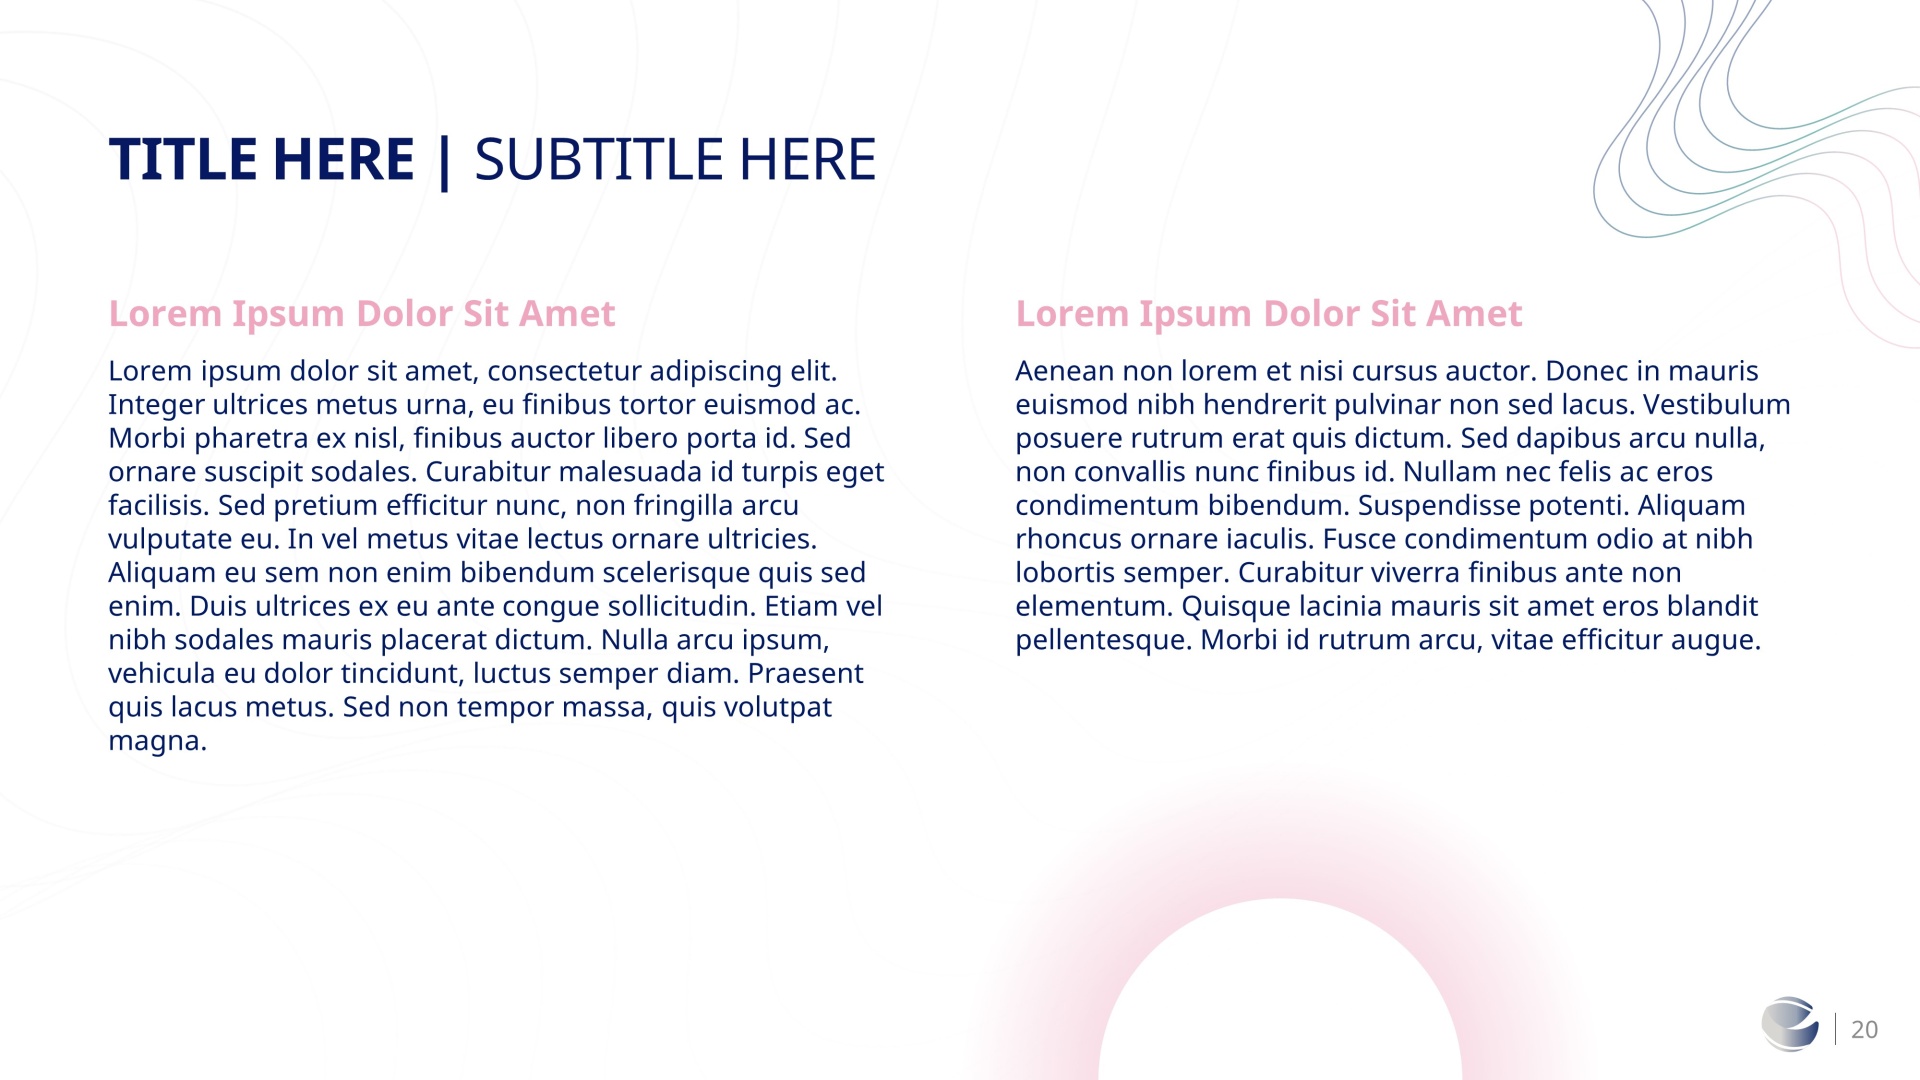 TITLE HERE | SUBTITLE HERE
Lorem Ipsum Dolor Sit Amet
Lorem ipsum dolor sit amet, consectetur adipiscing elit.
Integer ultrices metus urna, eu finibus tortor euismod ac.
Morbi pharetra ex nisl, finibus auctor libero porta id. Sed
ornare suscipit sodales. Curabitur malesuada id turpis eget
facilisis. Sed pretium efficitur nunc, non fringilla arcu
vulputate eu. In vel metus vitae lectus ornare ultricies.
Aliquam eu sem non enim bibendum scelerisque quis sed
enim. Duis ultrices ex eu ante congue sollicitudin. Etiam vel
nibh sodales mauris placerat dictum. Nulla arcu ipsum,
vehicula eu dolor tincidunt, luctus semper diam. Praesent
quis lacus metus. Sed non tempor massa, quis volutpat
magna.
Lorem Ipsum Dolor Sit Amet
Aenean non lorem et nisi cursus auctor. Donec in mauris
euismod nibh hendrerit pulvinar non sed lacus. Vestibulum
posuere rutrum erat quis dictum. Sed dapibus arcu nulla,
non convallis nunc finibus id. Nullam nec felis ac eros
condimentum bibendum. Suspendisse potenti. Aliquam
rhoncus ornare iaculis. Fusce condimentum odio at nibh
lobortis semper. Curabitur viverra finibus ante non
elementum. Quisque lacinia mauris sit amet eros blandit
pellentesque. Morbi id rutrum arcu, vitae efficitur augue.
20